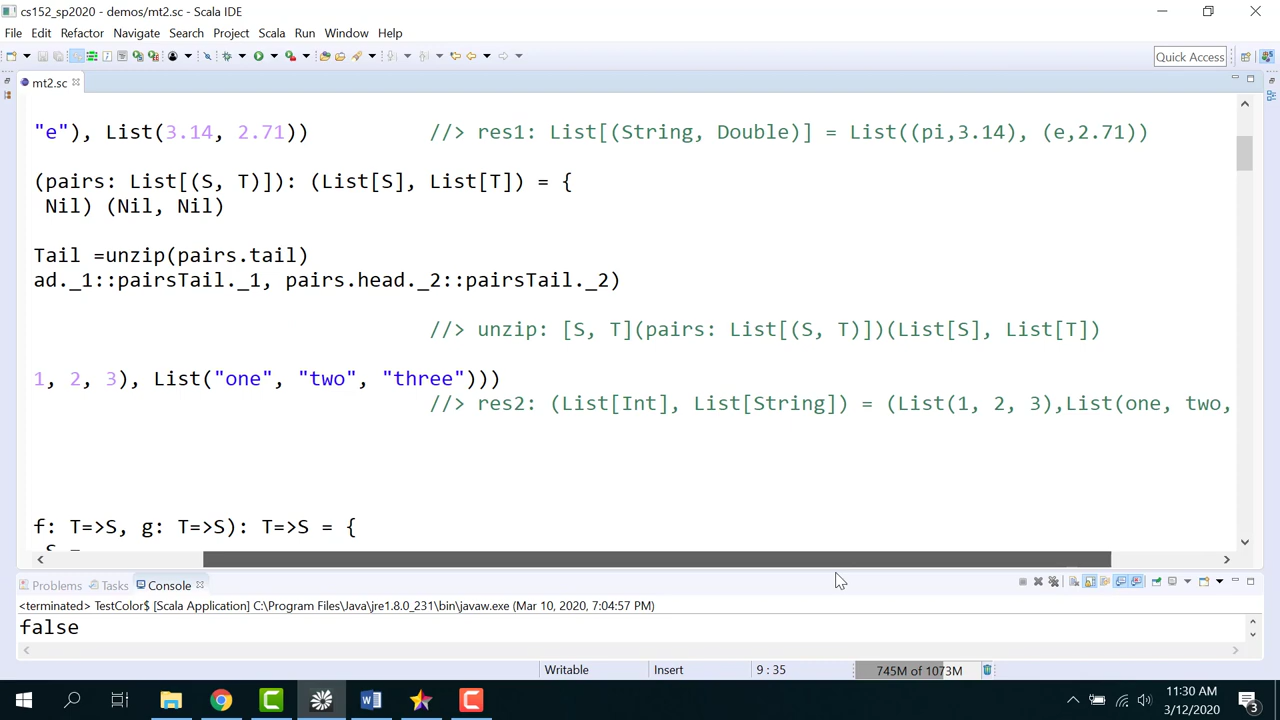 cs152_sp2020 - demos/mt2.sc - Scala IDE
File Edit Refactor Navigate Search Project Scala Run Window Help
Quick Access
mt2.sc
"e"), List(3.14, 2.71)) //> res1: List[(String, Double)] = List((pi,3.14), (e,2.71))
(pairs: List[(S, T)]): (List[S], List[T]) = {
Nil) (Nil, Nil)
Tail =unzip(pairs.tail)
ad._1::pairsTail._1, pairs.head._2::pairsTail._2)
//> unzip: [S, T](pairs: List[(S, T)])(List[S], List[T])
1, 2, 3), List("one", "two", "three")))
//> res2: (List[Int], List[String]) = (List(1, 2, 3),List(one, two,
f: T=>S, g: T=>S): T=>S = {
S =
Problems Tasks Console
<terminated> TestColor$ [Scala Application] C:\Program Files\Java\jre1.8.0_231\bin\javaw.exe (Mar 10, 2020, 7:04:57 PM)
false
Writable Insert 9 : 35 745M of 1073M
11:30 AM
3/12/2020
3